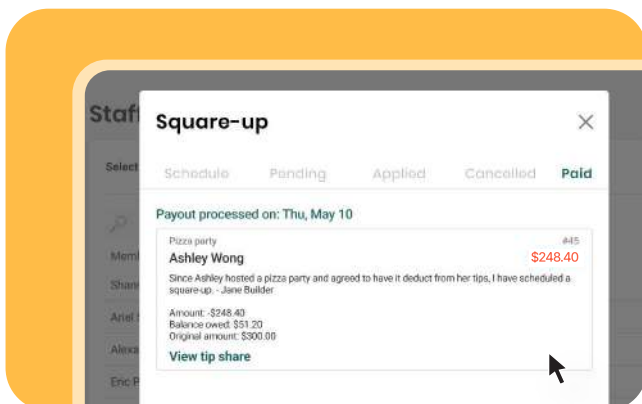 Staff
Square-up
Select
Schedule Pending Applied Cancelled Paid
Payout processed on: Thu, May 10
Pizza party #45
Ashley Wong $248.40
Since Ashley hosted a pizza party and agreed to have it deduct from her tips, I have scheduled a
square-up. - Jane Builder
Amount: -$248.40
Balance owed: $51.20
Original amount: $300.00
View tip share
Mem
Shan
Ariel
Alexa
Eric P